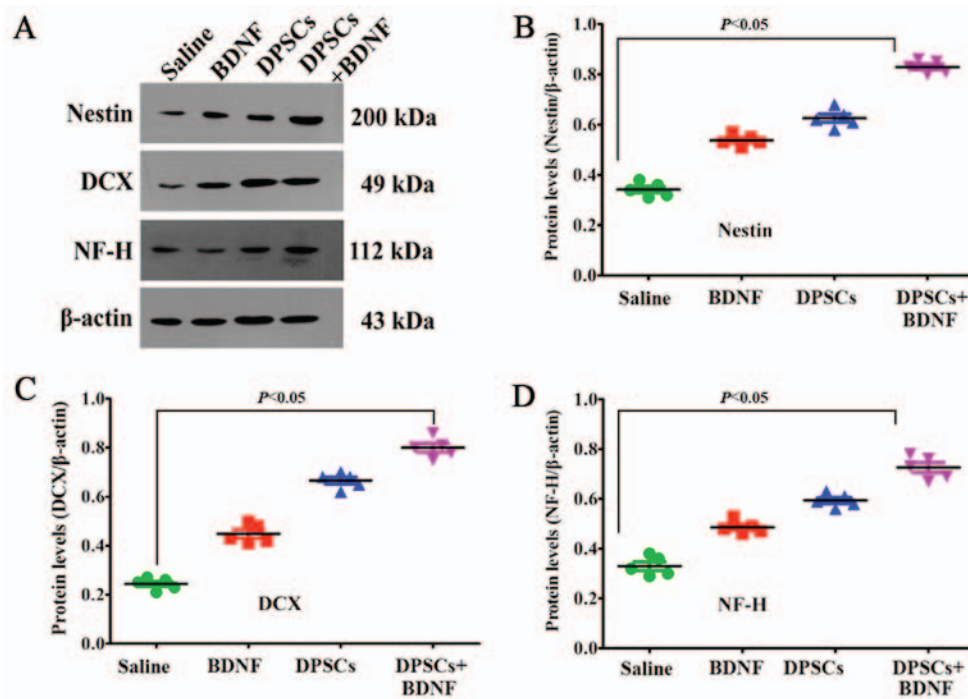 A
Saline
BDNF
DPSCs
DPSCs
+BDNF
Nestin
200 kDa
DCX
49 kDa
NF-H
112 kDa
β-actin
43 kDa
B
P<0.05
Protein levels (Nestin/β-actin)
1.0
0.8
0.6
0.4
0.2
0.0
Nestin
Saline
BDNF
DPSCs
DPSCs+
BDNF
C
P<0.05
Protein levels (DCX/β-actin)
1.0
0.8
0.6
0.4
0.2
0.0
DCX
Saline
BDNF
DPSCs
DPSCs+
BDNF
D
P<0.05
Protein levels (NF-H/β-actin)
1.0
0.8
0.6
0.4
0.2
0.0
NF-H
Saline
BDNF
DPSCs
DPSCs+
BDNF